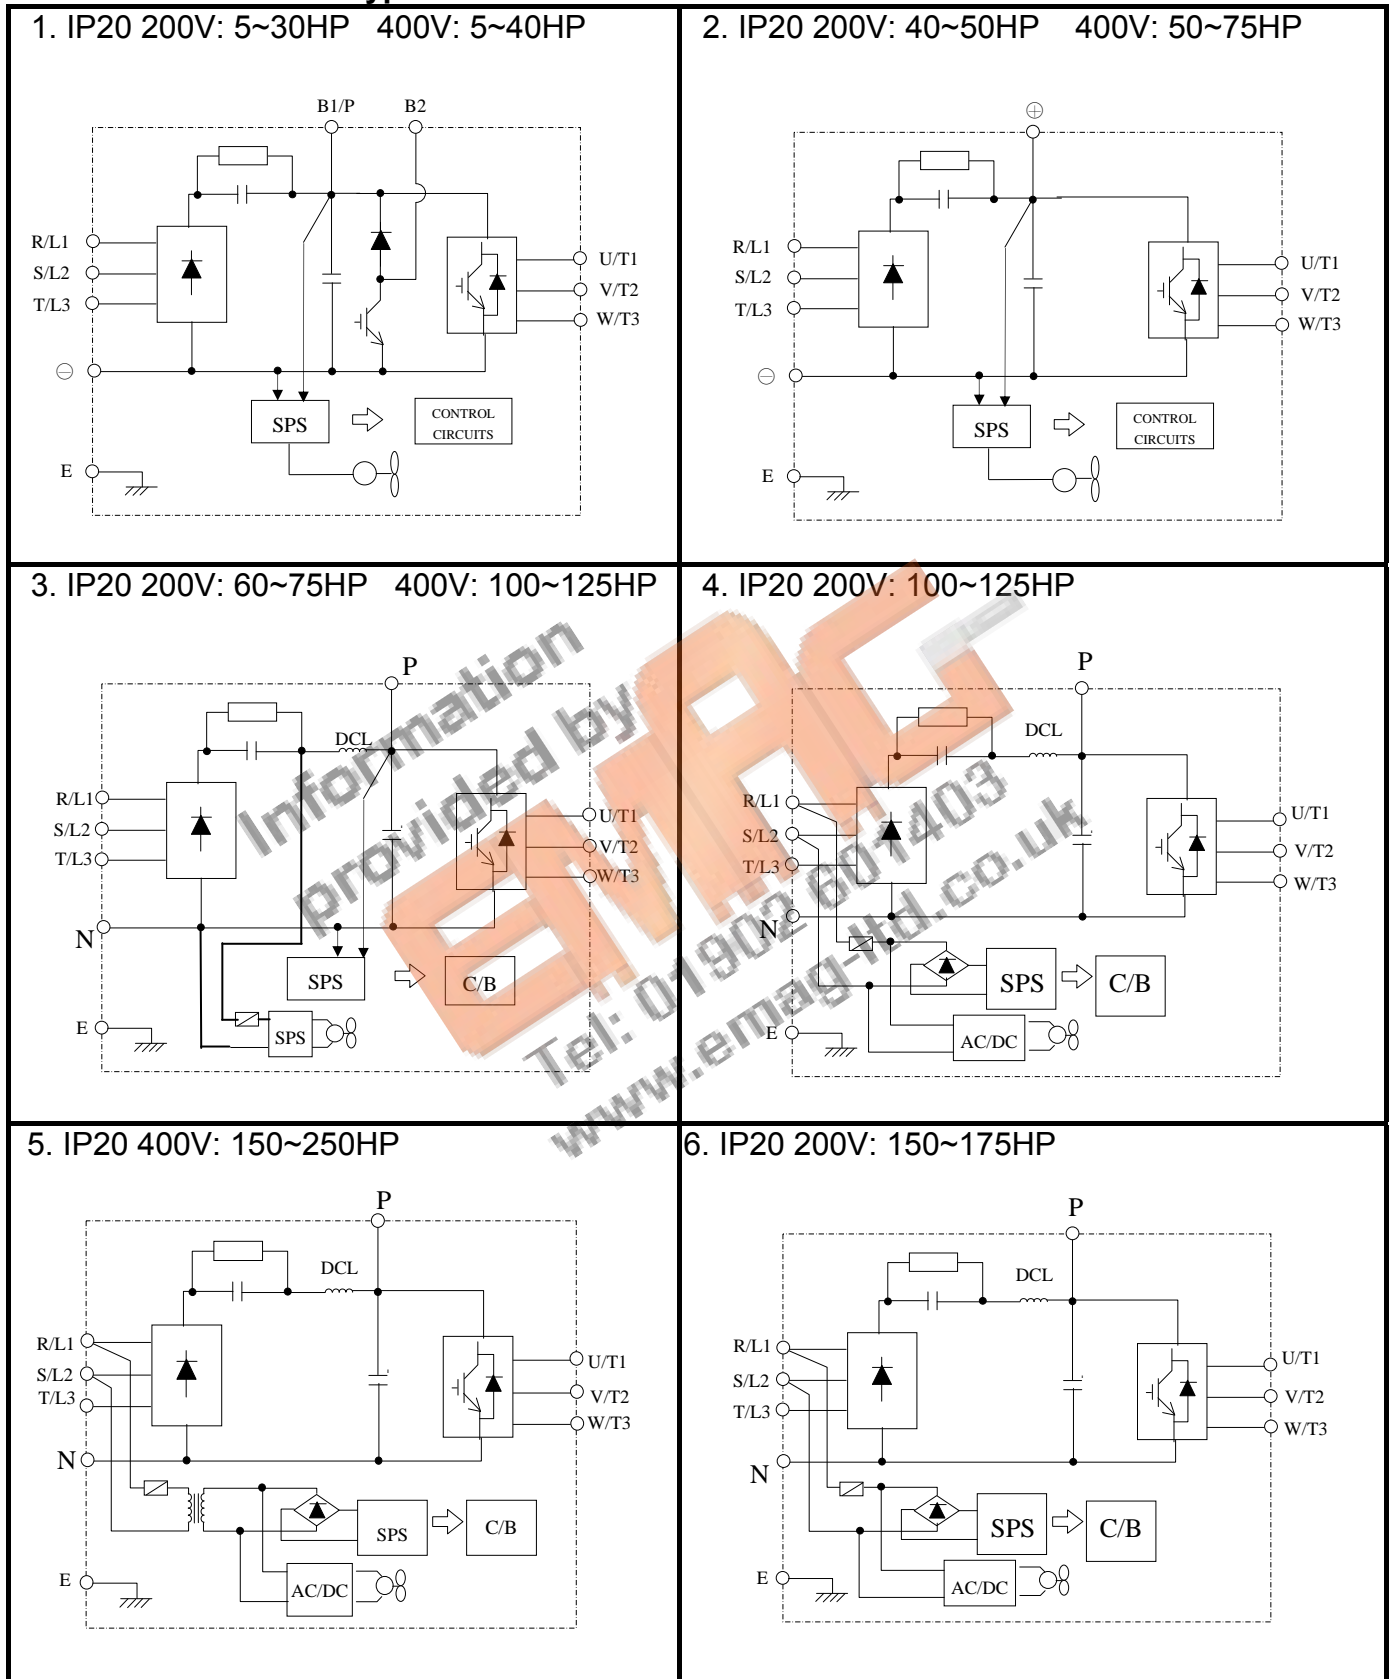 1. IP20 200V: 5~30HP 400V: 5~40HP
B1/P B2
R/L1
S/L2
T/L3
U/T1
V/T2
W/T3
⊖
SPS
CONTROL
CIRCUITS
E
2. IP20 200V: 40~50HP 400V: 50~75HP
⊕
R/L1
S/L2
T/L3
U/T1
V/T2
W/T3
⊖
SPS
CONTROL
CIRCUITS
E
3. IP20 200V: 60~75HP 400V: 100~125HP
P
DCL
R/L1
S/L2
T/L3
U/T1
V/T2
W/T3
N
SPS
C/B
E
SPS
4. IP20 200V: 100~125HP
P
DCL
R/L1
S/L2
T/L3
U/T1
V/T2
W/T3
N
SPS
C/B
E
AC/DC
Information
provided by
EMAG
Tel: 01902 601403
www.emag-ltd.co.uk
5. IP20 400V: 150~250HP
P
DCL
R/L1
S/L2
T/L3
U/T1
V/T2
W/T3
N
SPS
C/B
E
AC/DC
6. IP20 200V: 150~175HP
P
DCL
R/L1
S/L2
T/L3
U/T1
V/T2
W/T3
N
SPS
C/B
E
AC/DC